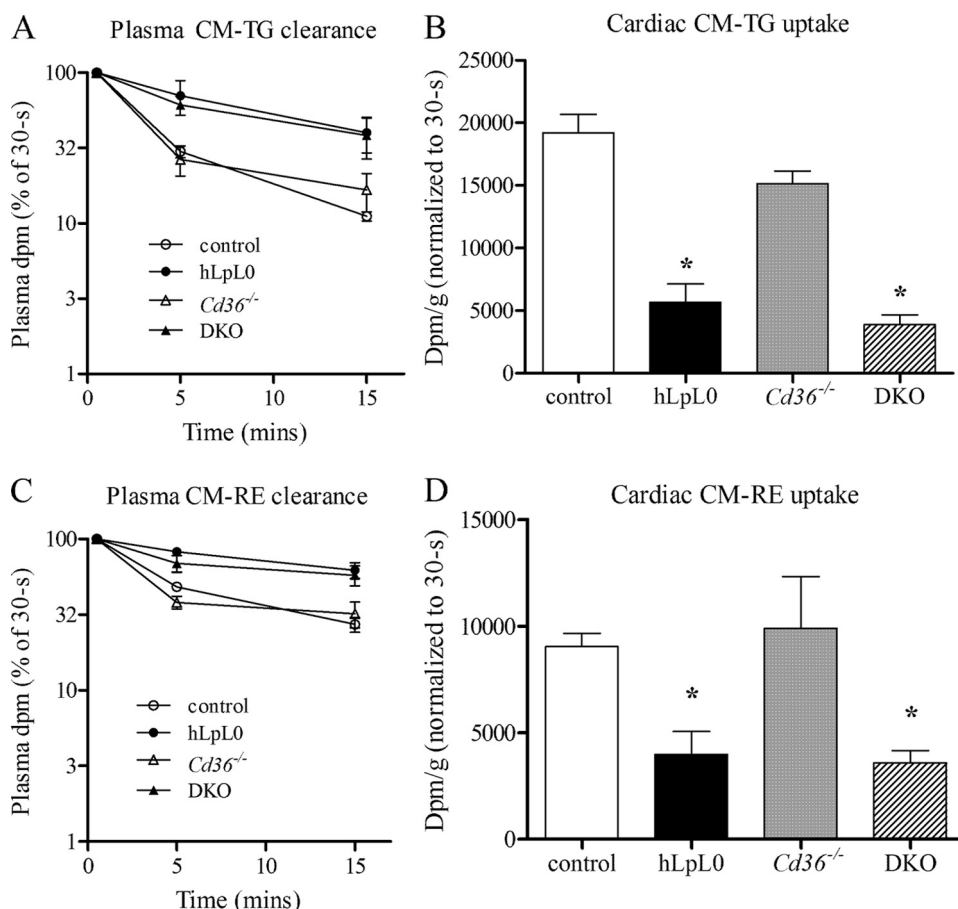 A
Plasma CM-TG clearance
Plasma dpm (% of 30-s)
100
32
10
3
1
control
hLpL0
Cd36-/-
DKO
0
5
10
15
Time (mins)
B
Cardiac CM-TG uptake
Dpm/g (normalized to 30-s)
25000
20000
15000
10000
5000
0
*
*
control
hLpL0
Cd36-/-
DKO
C
Plasma CM-RE clearance
Plasma dpm (% of 30-s)
100
32
10
3
1
control
hLpL0
Cd36-/-
DKO
0
5
10
15
Time (mins)
D
Cardiac CM-RE uptake
Dpm/g (normalized to 30-s)
15000
10000
5000
0
*
*
control
hLpL0
Cd36-/-
DKO